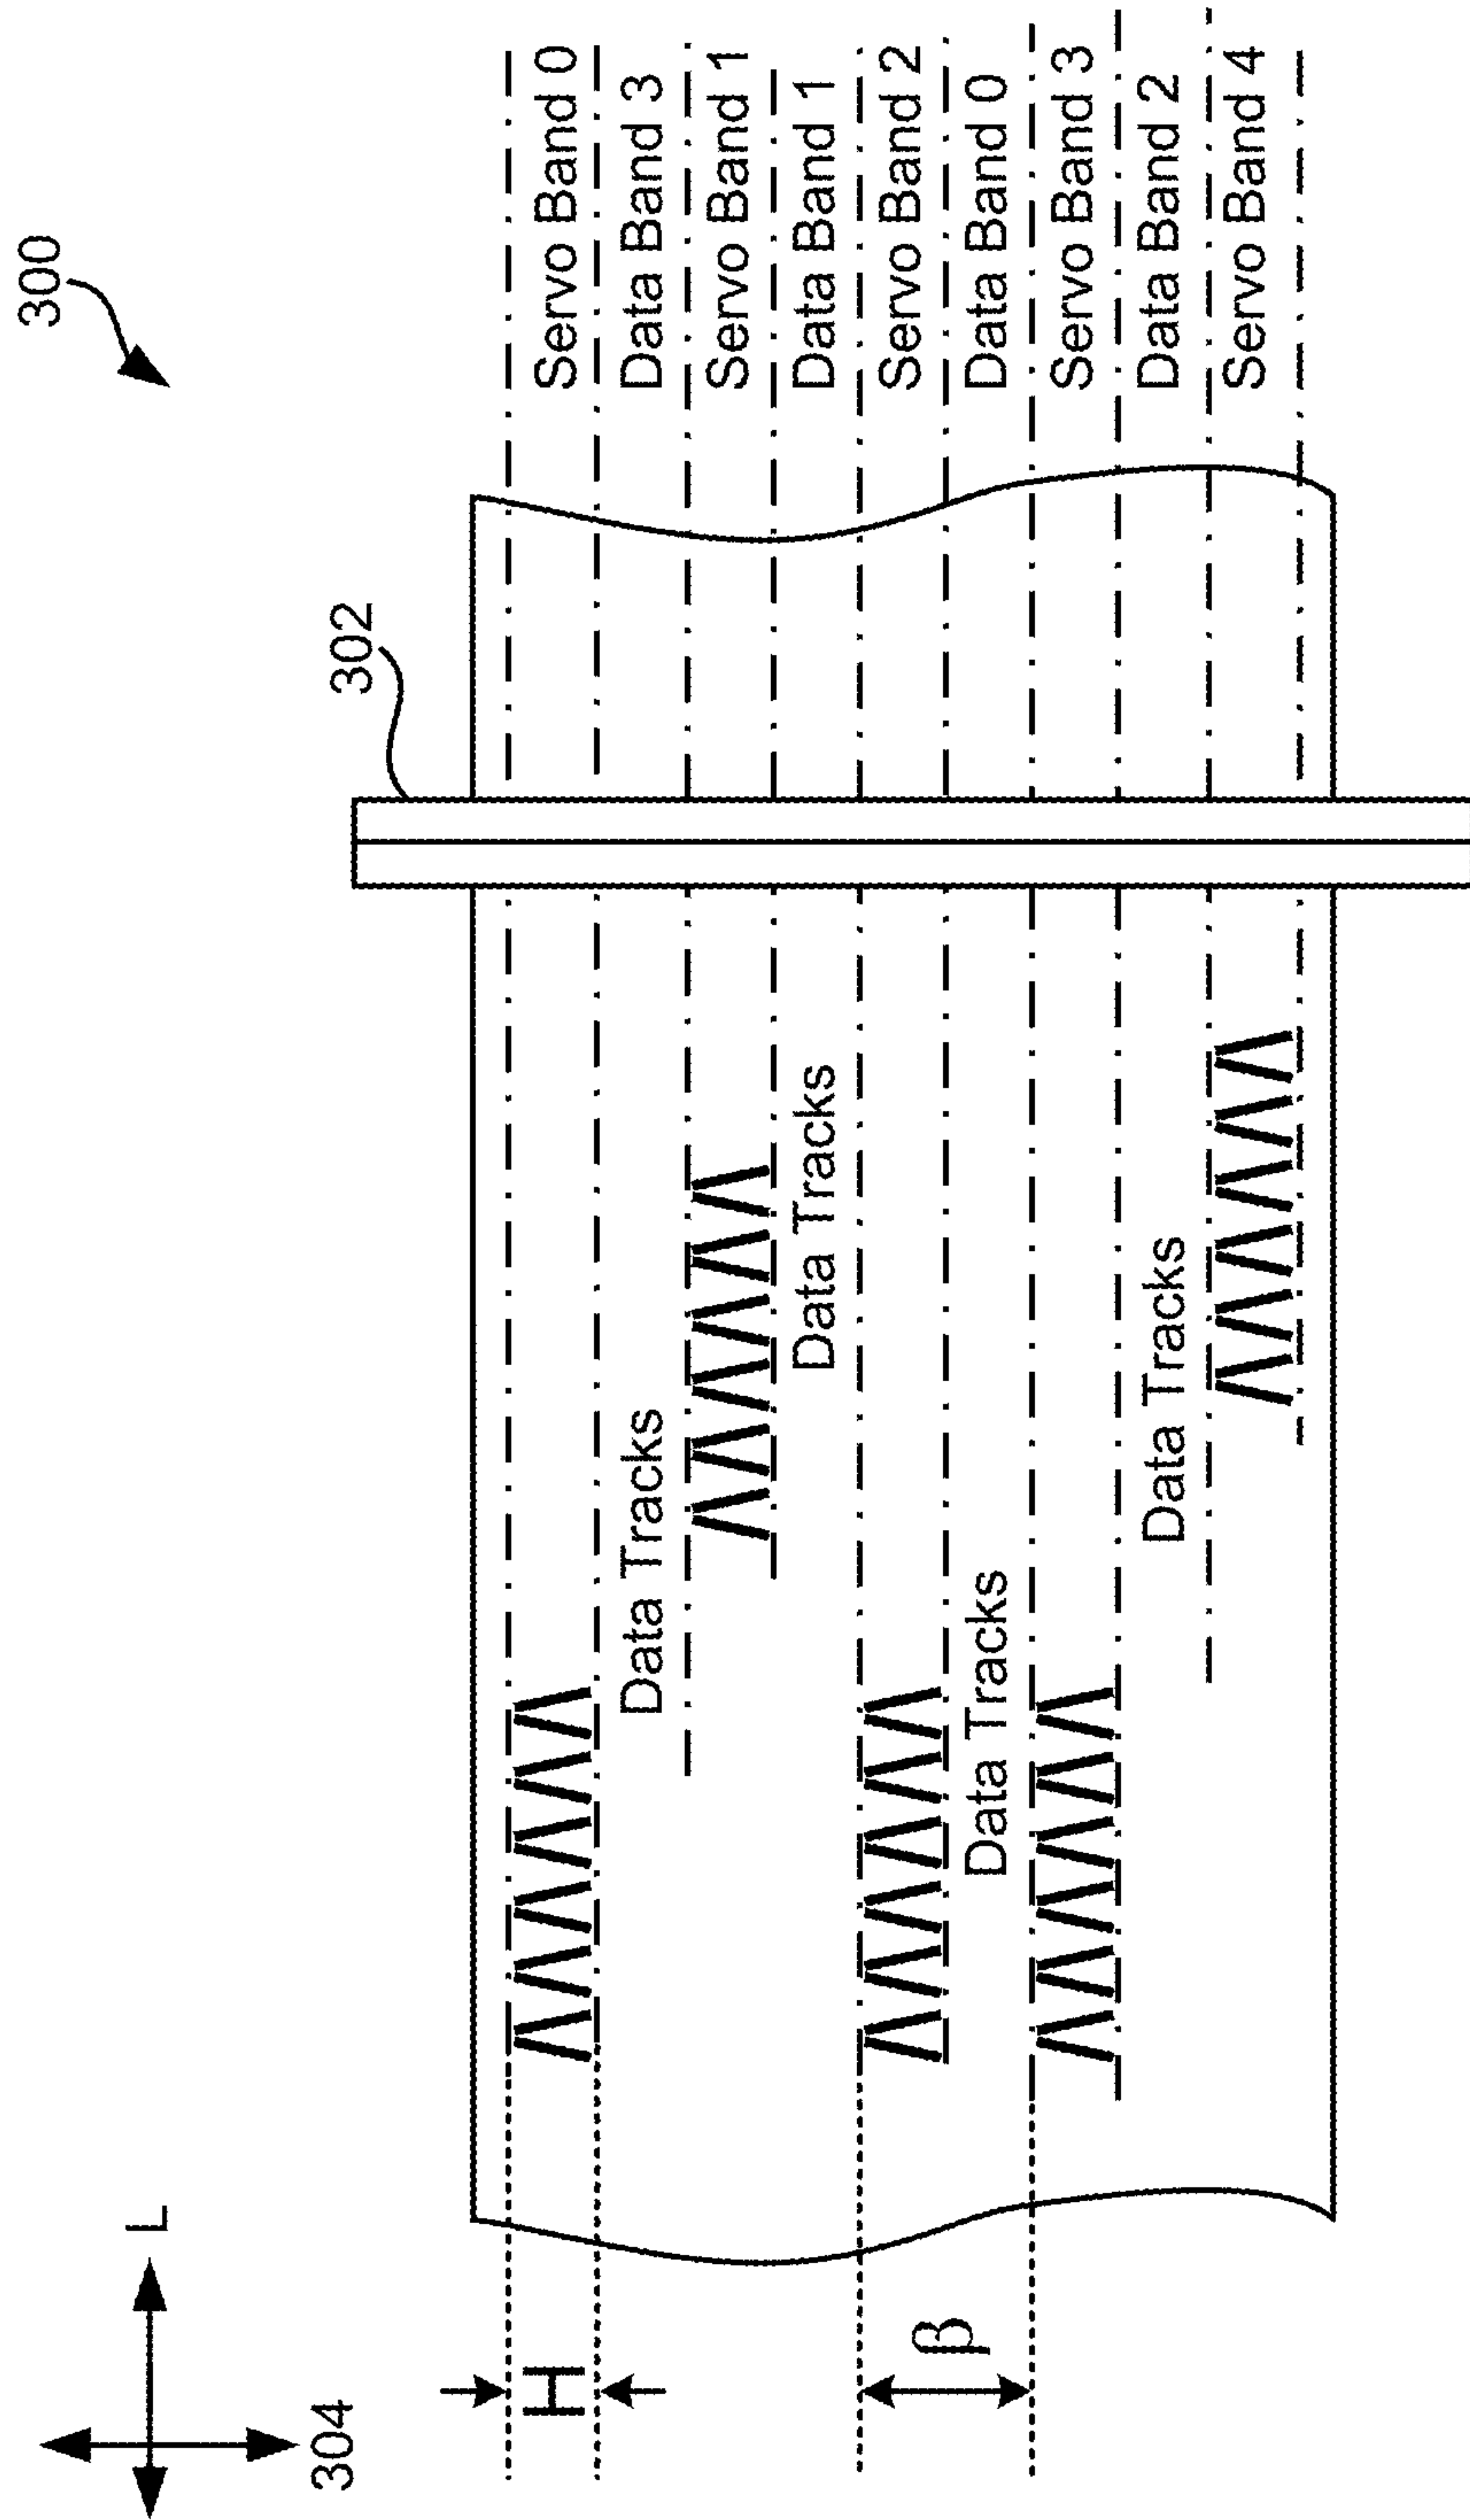 300
302
304
L
H
β
Servo Band 0
Data Band 3
Servo Band 1
Data Band 1
Servo Band 2
Data Band 0
Servo Band 3
Data Band 2
Servo Band 4
Data Tracks
Data Tracks
Data Tracks
Data Tracks